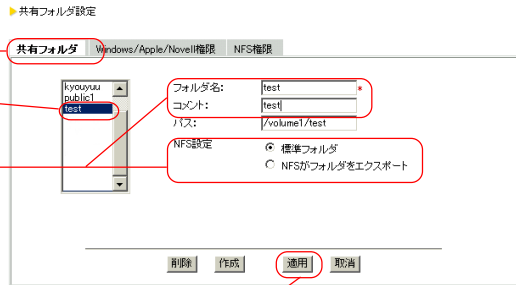 共有フォルダ設定
共有フォルダ Windows/Apple/Novell権限 NFS権限
kyouyuu
public1
test
フォルダ名: test *
コメント: test
パス: /volume1/test
NFS設定 標準フォルダ
NFSがフォルダをエクスポート
削除 作成 適用 取消